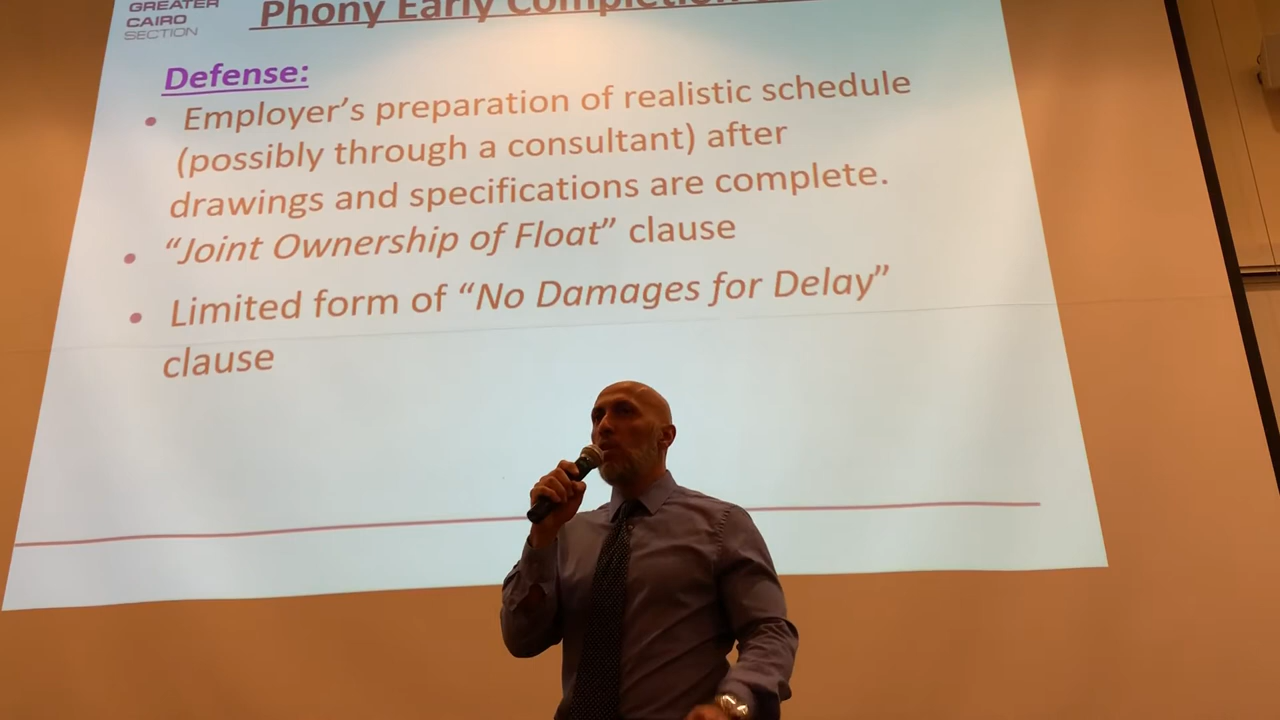 GREATER
CAIRO
SECTION
Phony Early Completion
Defense:
• Employer’s preparation of realistic schedule
(possibly through a consultant) after
drawings and specifications are complete.
• “Joint Ownership of Float” clause
• Limited form of “No Damages for Delay”
clause